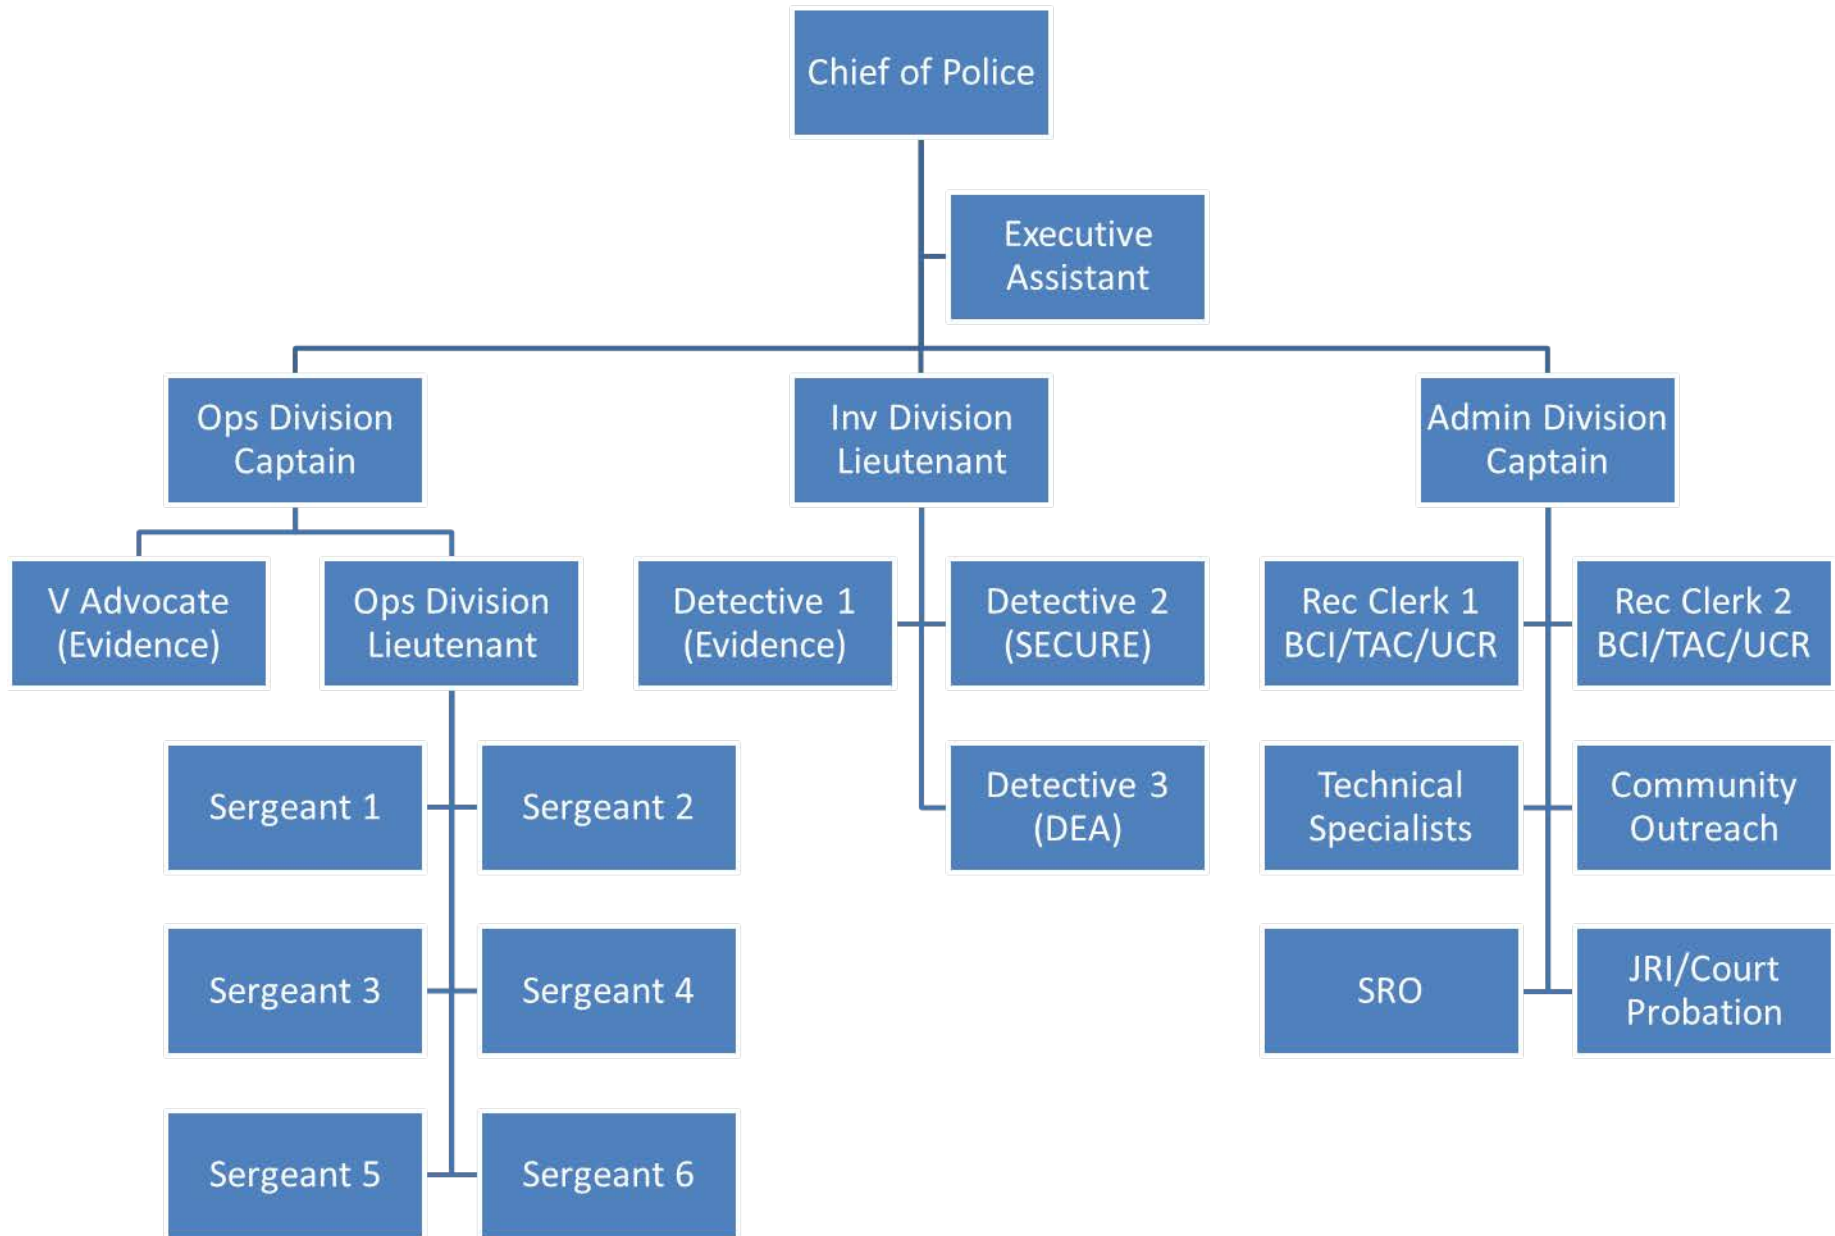 Chief of Police
Executive
Assistant
Ops Division
Captain
Inv Division
Lieutenant
Admin Division
Captain
V Advocate
(Evidence)
Ops Division
Lieutenant
Detective 1
(Evidence)
Detective 2
(SECURE)
Rec Clerk 1
BCI/TAC/UCR
Rec Clerk 2
BCI/TAC/UCR
Sergeant 1
Sergeant 2
Detective 3
(DEA)
Technical
Specialists
Community
Outreach
Sergeant 3
Sergeant 4
SRO
JRI/Court
Probation
Sergeant 5
Sergeant 6